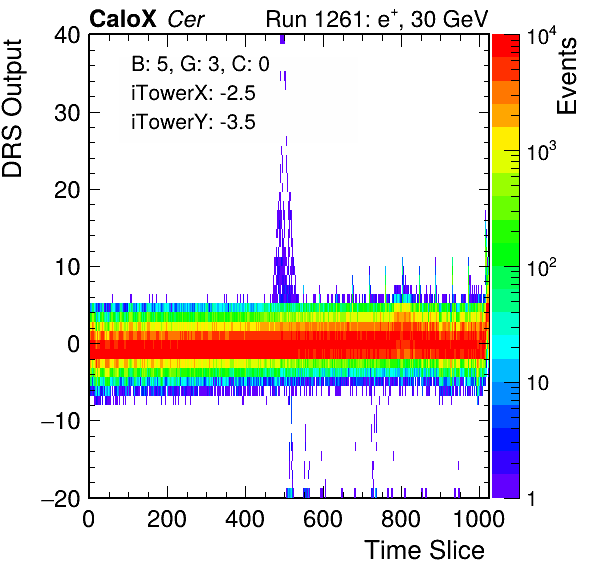 CaloX Cer Run 1261: e⁺, 30 GeV
DRS Output
Events
B: 5, G: 3, C: 0
iTowerX: -2.5
iTowerY: -3.5
40
30
20
10
0
−10
−20
0 200 400 600 800 1000
Time Slice
10⁴
10³
10²
10
1